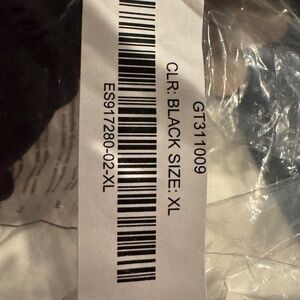 GT311009
CLR: BLACK SIZE: XL
ES917280-02-XL